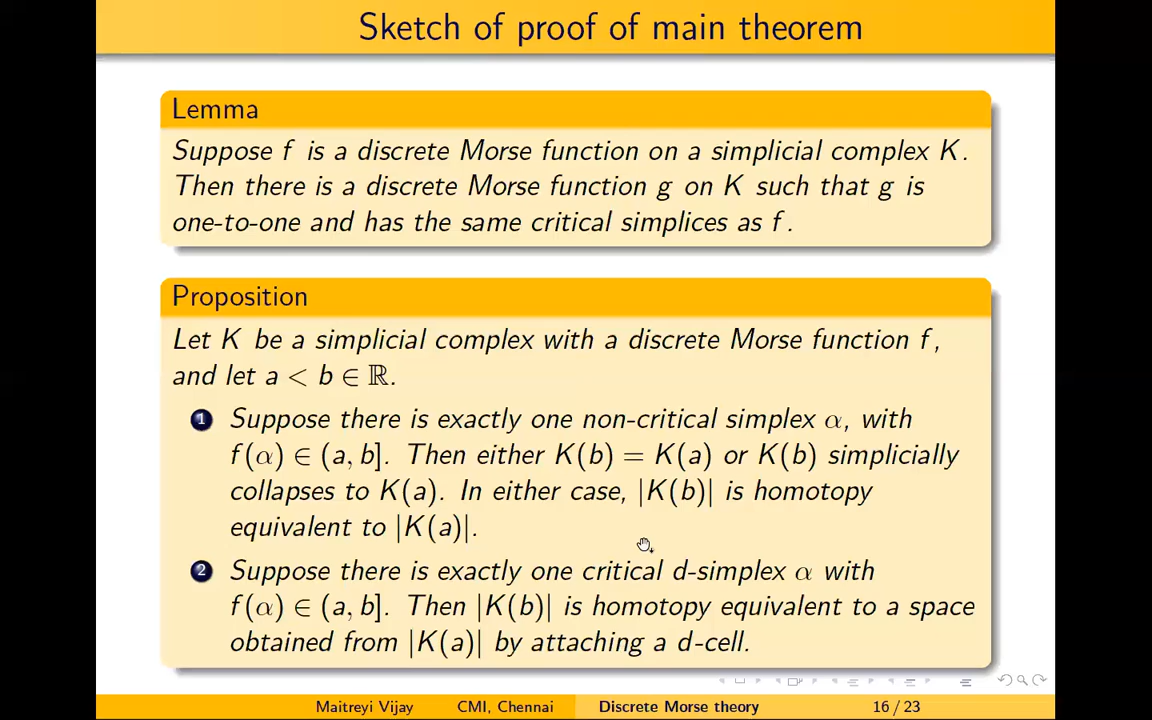 Sketch of proof of main theorem
Lemma
Suppose f is a discrete Morse function on a simplicial complex K.
Then there is a discrete Morse function g on K such that g is
one-to-one and has the same critical simplices as f.
Proposition
Let K be a simplicial complex with a discrete Morse function f,
and let a < b ∈ ℝ.
1 Suppose there is exactly one non-critical simplex α, with
f(α) ∈ (a, b]. Then either K(b) = K(a) or K(b) simplicially
collapses to K(a). In either case, |K(b)| is homotopy
equivalent to |K(a)|.
2 Suppose there is exactly one critical d-simplex α with
f(α) ∈ (a, b]. Then |K(b)| is homotopy equivalent to a space
obtained from |K(a)| by attaching a d-cell.
Maitreyi Vijay CMI, Chennai Discrete Morse theory 16 / 23